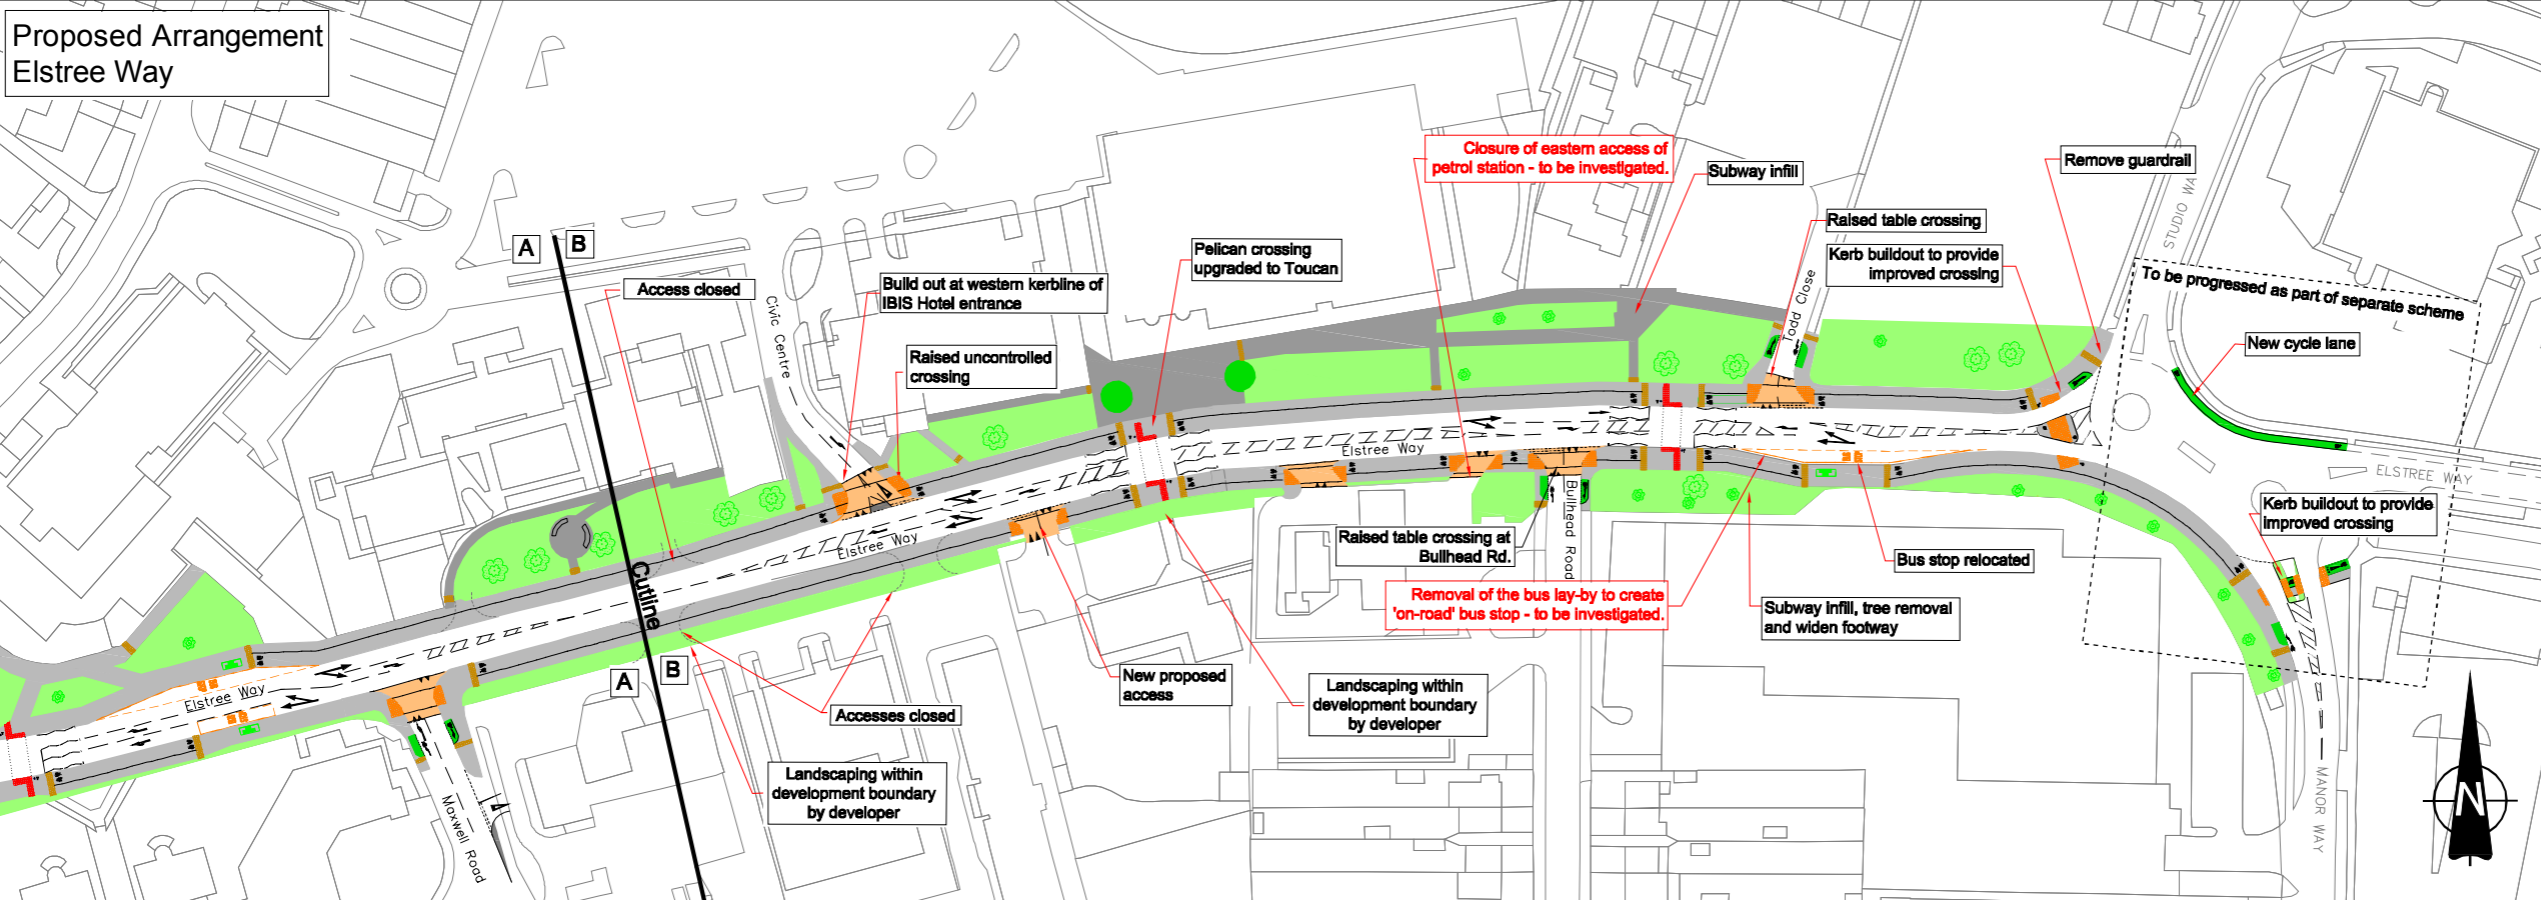 Proposed Arrangement
Elstree Way
A
B
Access closed
Civic Centre
Build out at western kerbline of
IBIS Hotel entrance
Raised uncontrolled
crossing
Pelican crossing
upgraded to Toucan
Closure of eastern access of
petrol station - to be investigated.
Subway infill
Raised table crossing
Kerb buildout to provide
improved crossing
Todd Close
Remove guardrail
STUDIO WA
To be progressed as part of separate scheme
New cycle lane
ELSTREE WAY
Kerb buildout to provide
improved crossing
Elstree Way
Elstree Way
Elstree Way
Cutline
A
B
Raised table crossing at
Bullhead Rd.
Bullhead Road
Bus stop relocated
Removal of the bus lay-by to create
'on-road' bus stop - to be investigated.
Subway infill, tree removal
and widen footway
New proposed
access
Landscaping within
development boundary
by developer
Accesses closed
Landscaping within
development boundary
by developer
Maxwell Road
MANOR WAY
N